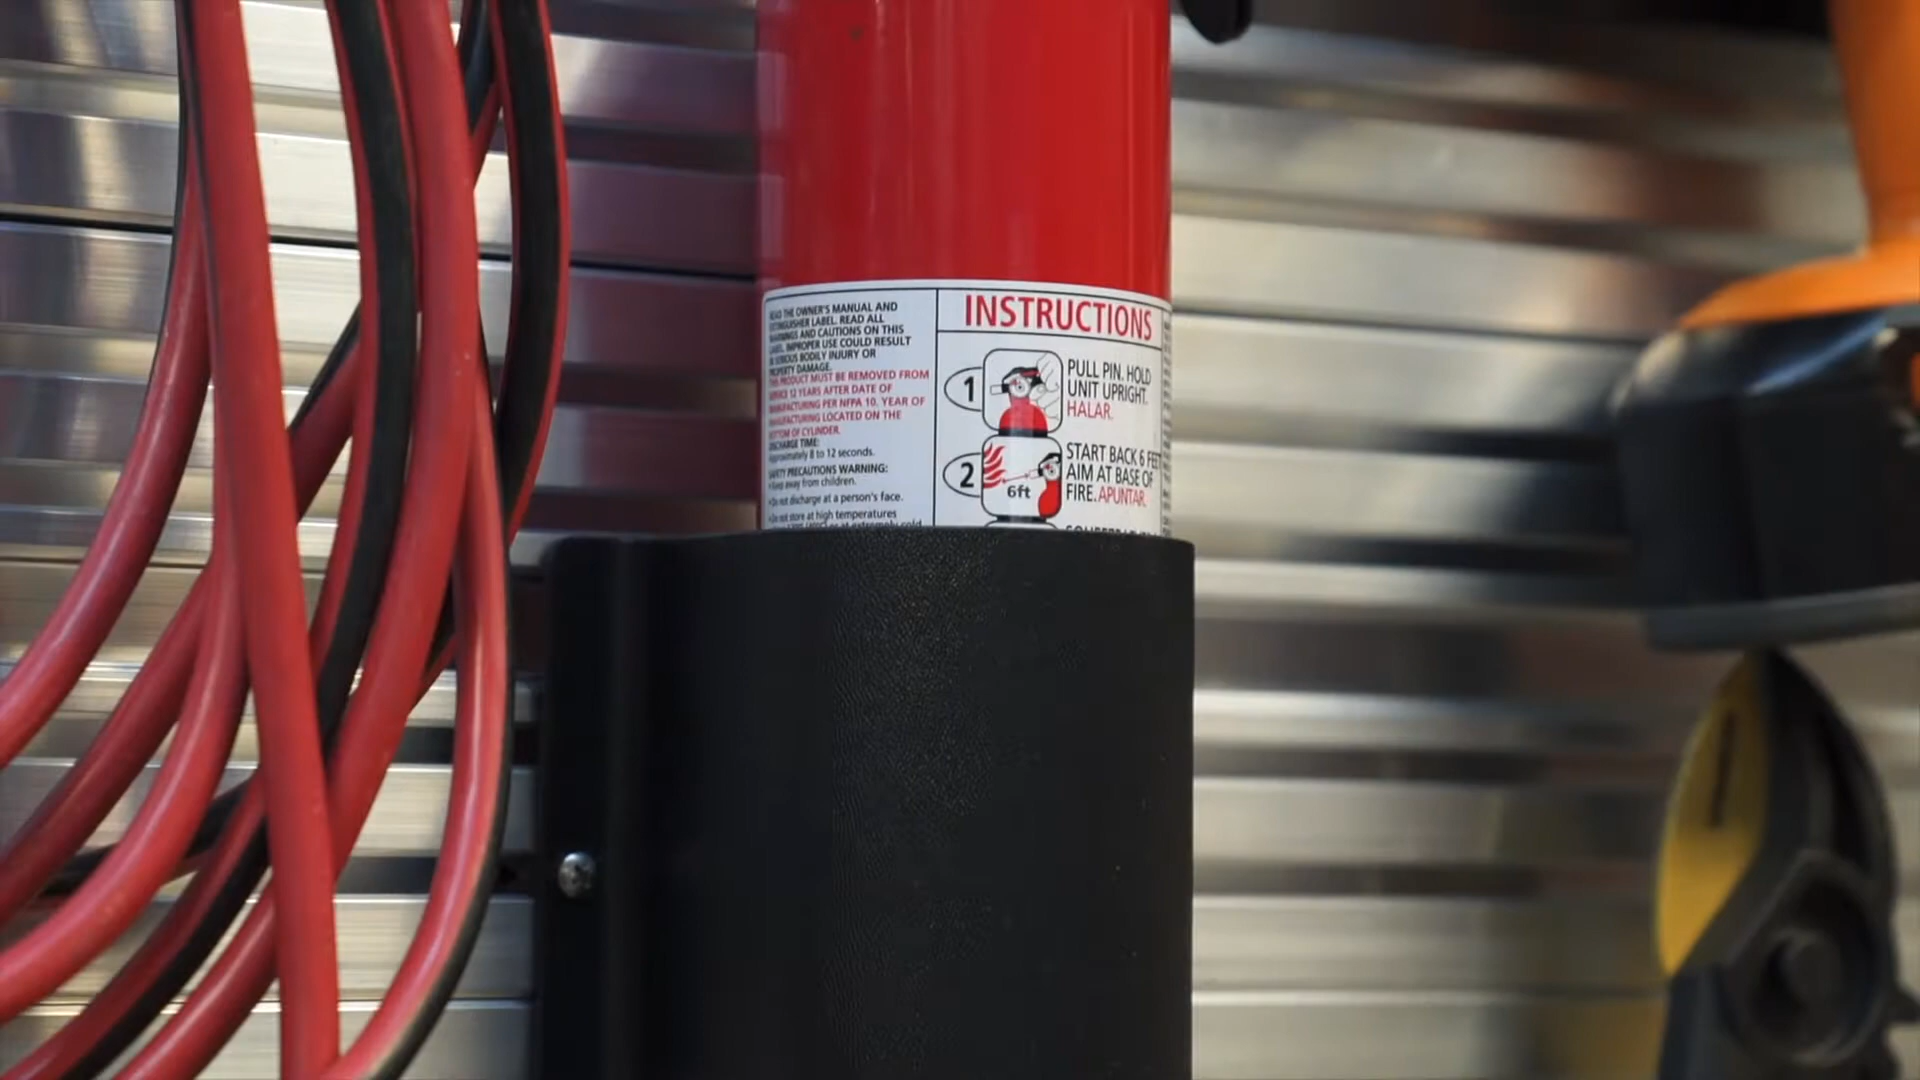 READ THE OWNER'S MANUAL AND
EXTINGUISHER LABEL. READ ALL
WARNINGS AND CAUTIONS ON THIS
LABEL. IMPROPER USE COULD RESULT
IN SERIOUS BODILY INJURY OR
PROPERTY DAMAGE.
THIS PRODUCT MUST BE REMOVED FROM
SERVICE 12 YEARS AFTER DATE OF
MANUFACTURING PER NFPA 10. YEAR OF
MANUFACTURING LOCATED ON THE
BOTTOM OF CYLINDER.
DISCHARGE TIME:
Approximately 8 to 12 seconds.
SAFETY PRECAUTIONS WARNING:
• Keep away from children.
• Do not discharge at a person's face.
• Do not store at high temperatures
INSTRUCTIONS
1
PULL PIN. HOLD
UNIT UPRIGHT.
HALAR.
2
6ft
START BACK 6 FEET
AIM AT BASE OF
FIRE. APUNTAR.